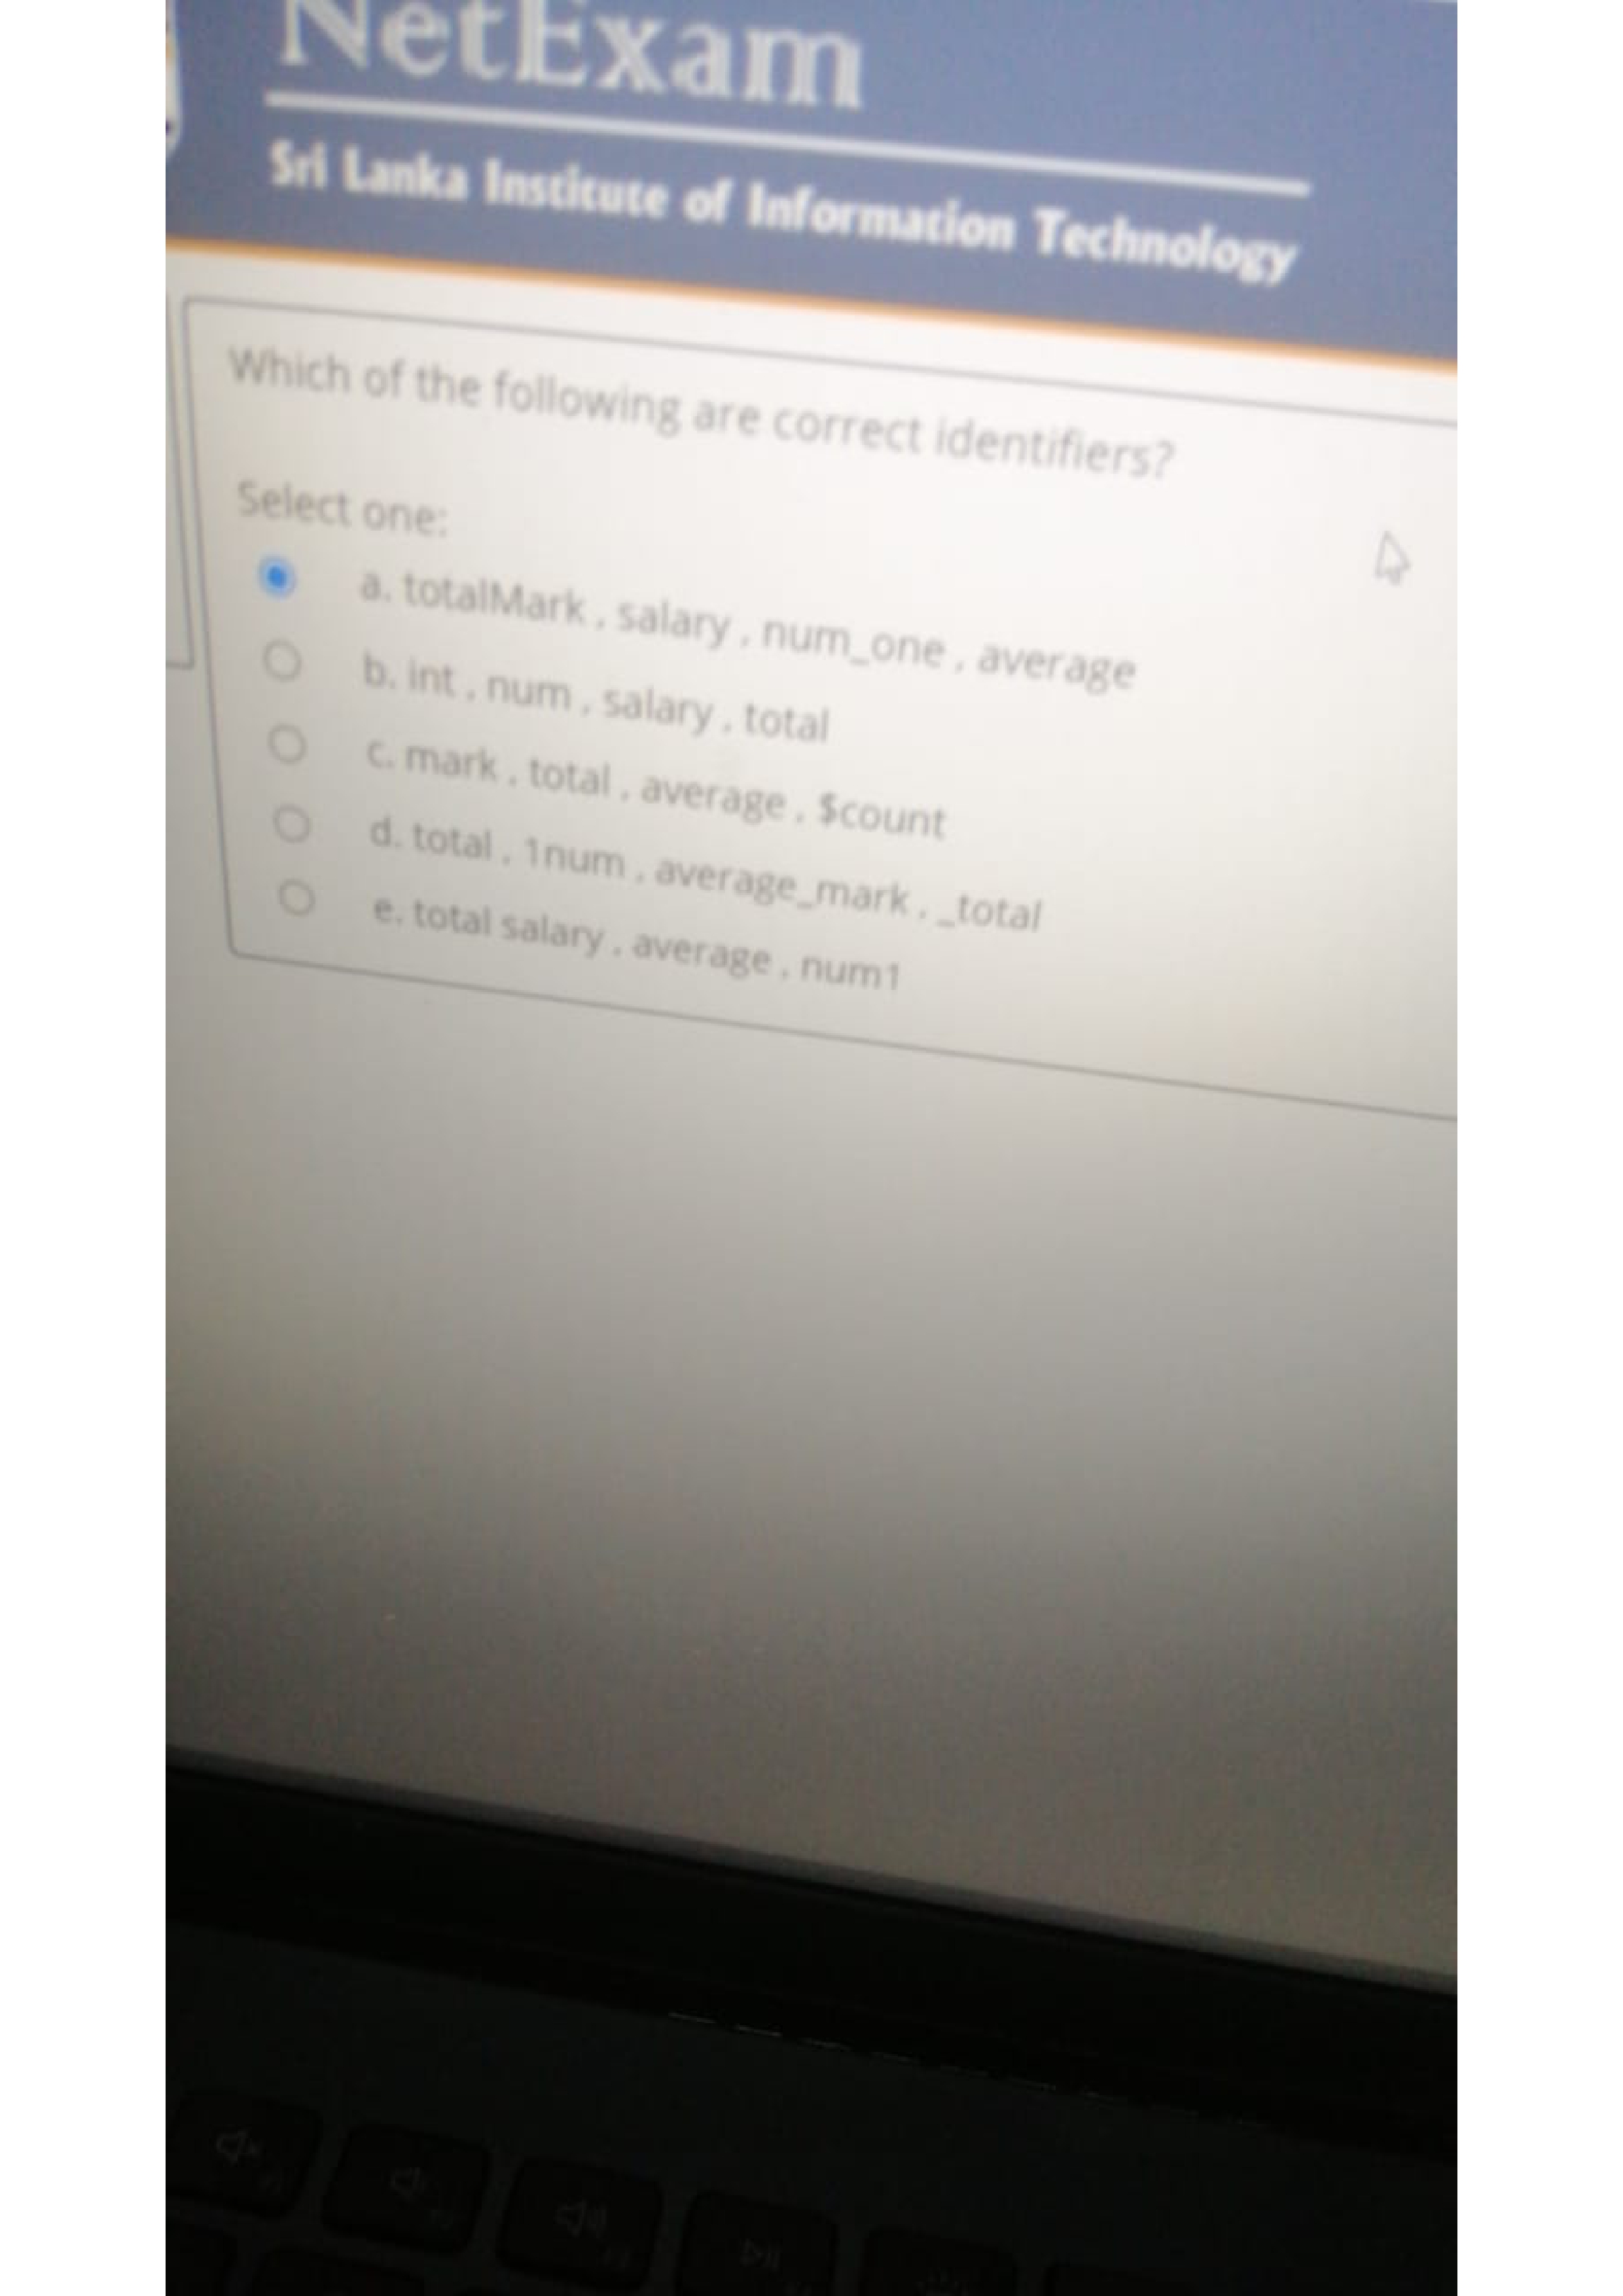 NetExam
Sri Lanka Institute of Information Technology
Which of the following are correct identifiers?
Select one:
a. totalMark , salary , num_one , average
b. int , num , salary , total
c. mark , total , average , $count
d. total , 1num , average_mark , _total
e. total salary , average , num1